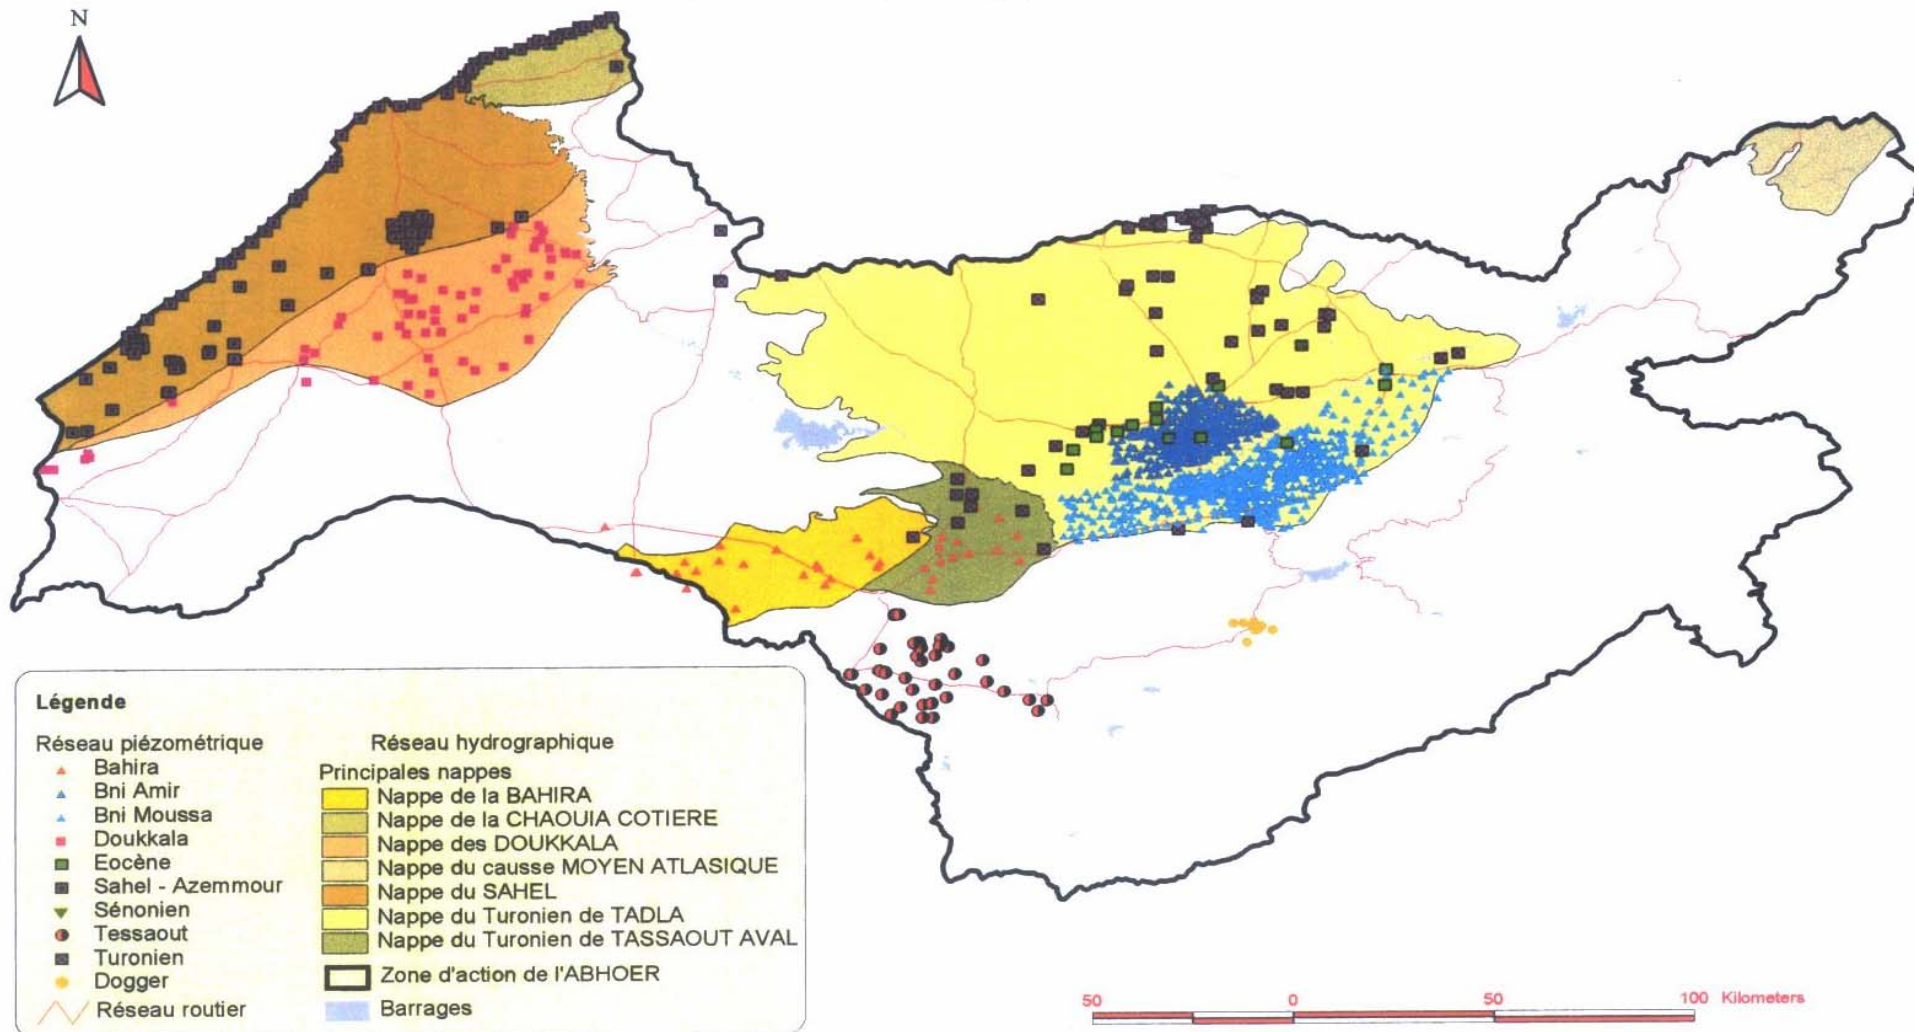 N
Légende
Réseau piézométrique
Bahira
Bni Amir
Bni Moussa
Doukkala
Eocène
Sahel - Azemmour
Sénonien
Tessaout
Turonien
Dogger
Réseau routier
Réseau hydrographique
Principales nappes
Nappe de la BAHIRA
Nappe de la CHAOUIA COTIERE
Nappe des DOUKKALA
Nappe du causse MOYEN ATLASIQUE
Nappe du SAHEL
Nappe du Turonien de TADLA
Nappe du Turonien de TASSAOUT AVAL
Zone d'action de l'ABHOER
Barrages
50 0 50 100 Kilometers